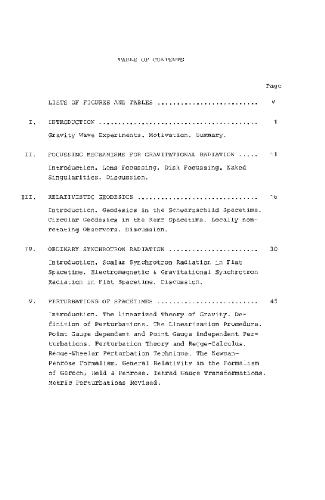 TABLE OF CONTENTS
Page
LISTS OF FIGURES AND TABLES .......................... v
I. INTRODUCTION ......................................... 1
Gravity Wave Experiments. Motivation. Summary.
II. FOCUSSING MECHANISMS FOR GRAVITATIONAL RADIATION ..... 11
Introduction. Lens Focussing. Disk Focussing. Naked
Singularities. Discussion.
III. RELATIVISTIC GEODESICS ............................... 16
Introduction. Geodesics in the Schwarzschild Spacetime.
Circular Geodesics in the Kerr Spacetime. Locally non-
rotating Observers. Discussion.
IV. ORDINARY SYNCHROTRON RADIATION ....................... 30
Introduction. Scalar Synchrotron Radiation in Flat
Spacetime. Electromagnetic & Gravitational Synchrotron
Radiation in Flat Spacetime. Discussion.
V. PERTURBATIONS OF SPACETIMES .......................... 45
Introduction. The Linearized Theory of Gravity. De-
finition of Perturbations. The Linearization Procedure.
Point Gauge dependent and Point Gauge Independent Per-
turbations. Perturbation Theory and Regge-Calculus.
Regge-Wheeler Perturbation Technique. The Newman-
Penrose Formalism. General Relativity in the Formalism
of Geroch, Held & Penrose. Tetrad Gauge Transformations.
Metric Perturbations Revised.